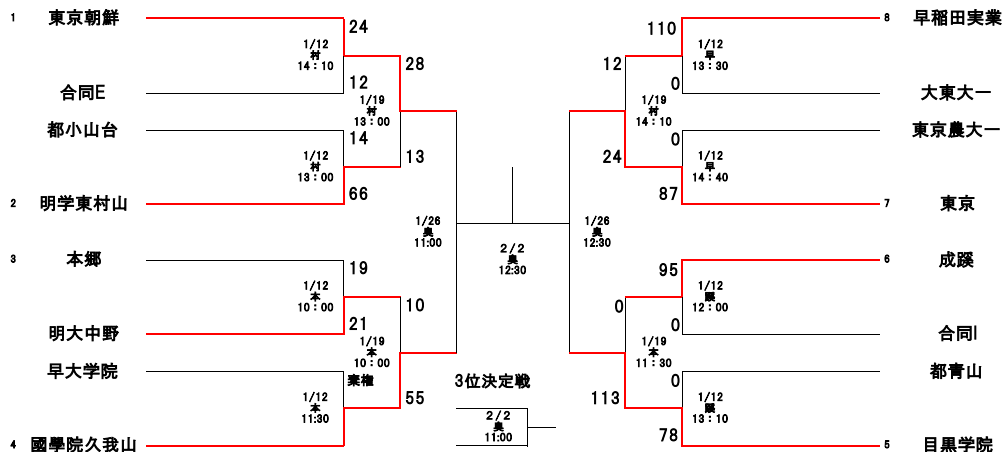 1 東京朝鮮
24
1/12
村
14：10
12
合同E
28
1/19
村
13：00
都小山台
14
1/12
村
13：00
13
66
2 明学東村山
1/26
奥
11:00
3 本郷
19
1/12
本
10：00
21
明大中野
10
1/19
本
10：00
早大学院
棄権
1/12
本
11:30
55
4 國學院久我山
2/2
奥
12:30
3位決定戦
2/2
奥
11:00
8 早稲田実業
110
1/12
早
13：30
0
大東大一
12
1/19
村
14：10
東京農大一
0
1/12
早
14：40
24
87
7 東京
1/26
奥
12:30
6 成蹊
95
1/12
蹊
12：00
0
合同I
0
1/19
本
11：30
都青山
0
1/12
蹊
13：10
113
78
5 目黒学院